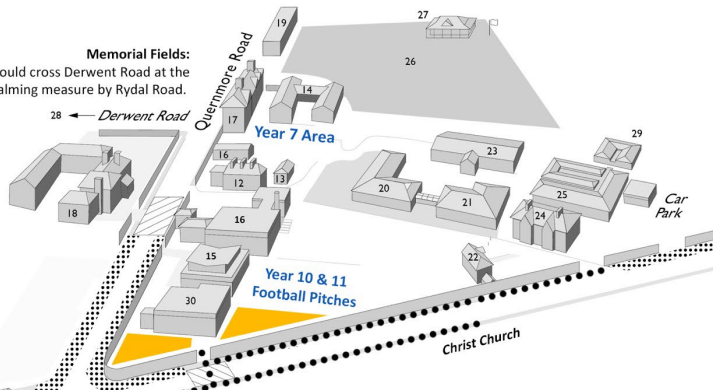 27
19
Quernmore Road
Memorial Fields:
ould cross Derwent Road at the
alming measure by Rydal Road.
26
14
28
Derwent Road
17
Year 7 Area
29
16
23
12
13
20
25
21
18
16
24
Car
Park
15
22
Year 10 & 11
Football Pitches
30
Christ Church